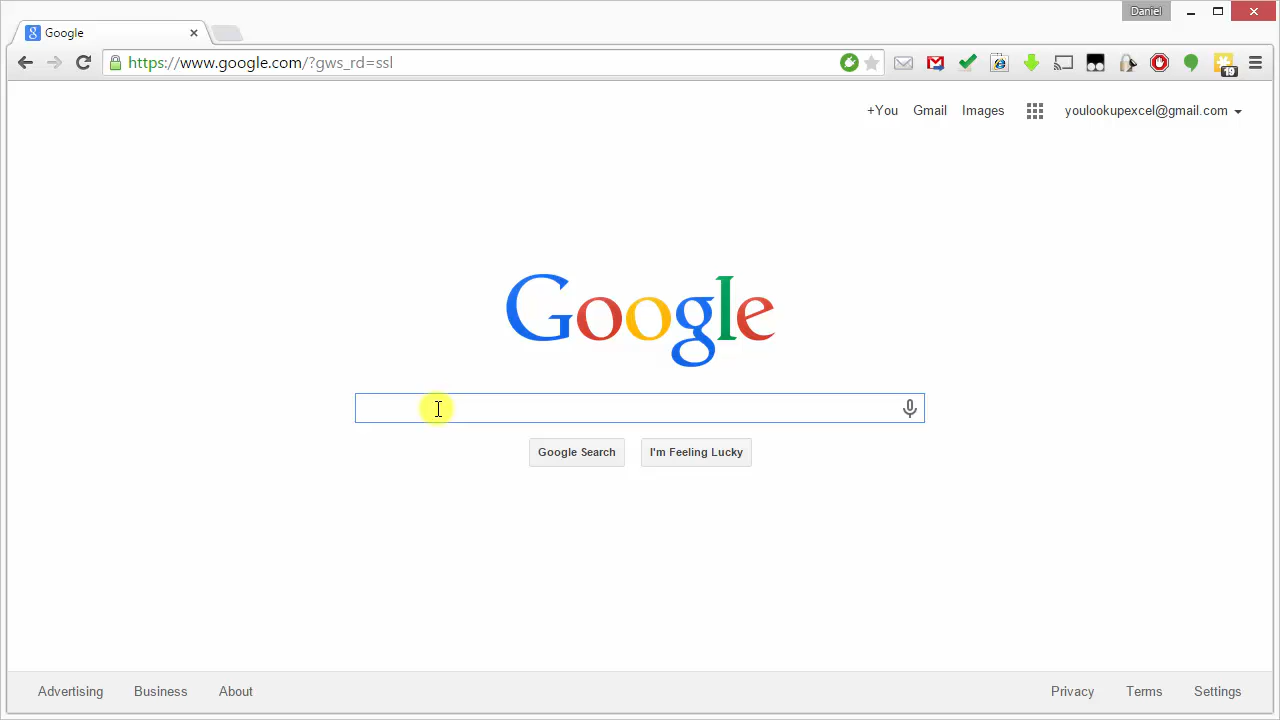 Daniel
Google
https://www.google.com/?gws_rd=ssl
19
+You Gmail Images youlookupexcel@gmail.com
Google
Google Search I'm Feeling Lucky
Advertising Business About Privacy Terms Settings